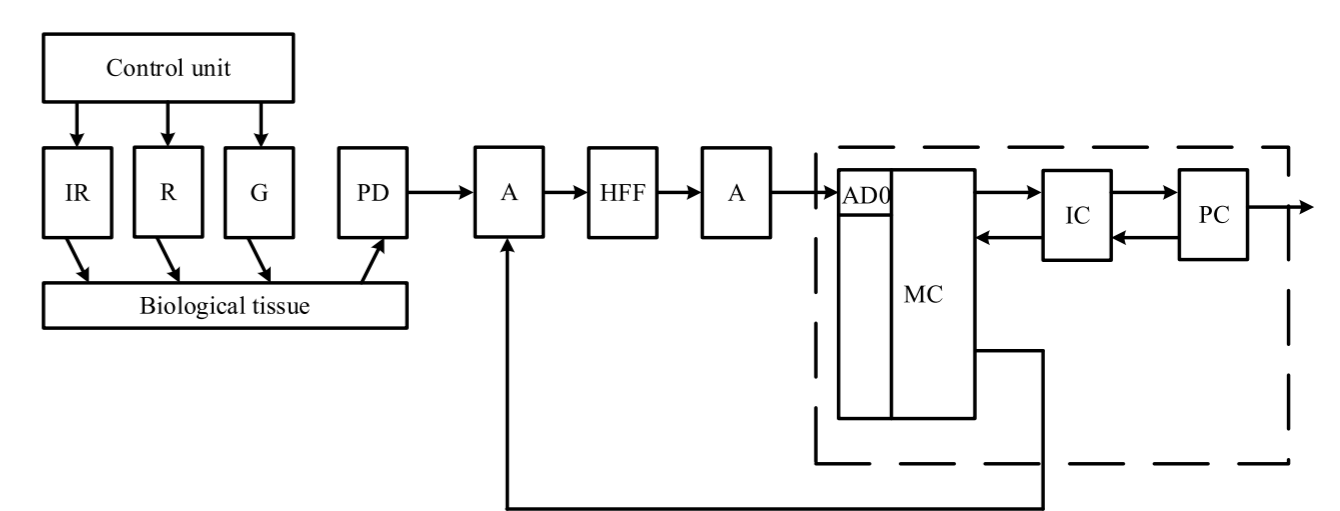 Control unit
IR
R
G
PD
A
HFF
A
AD0
MC
IC
PC
Biological tissue